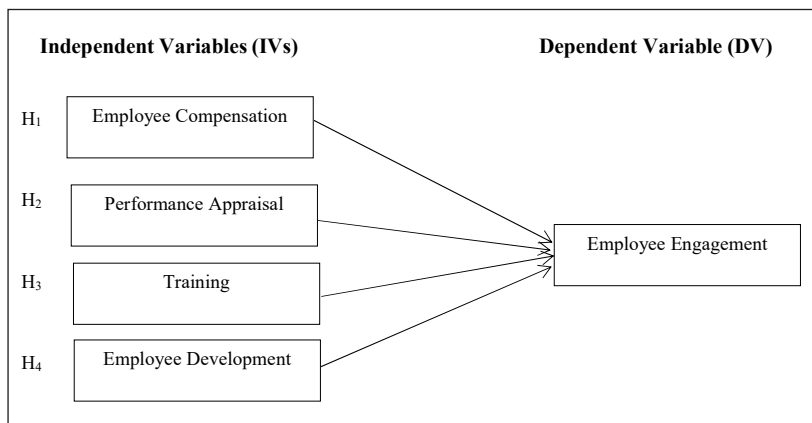 Independent Variables (IVs)
Dependent Variable (DV)
H₁
Employee Compensation
H₂
Performance Appraisal
Employee Engagement
H₃
Training
H₄
Employee Development